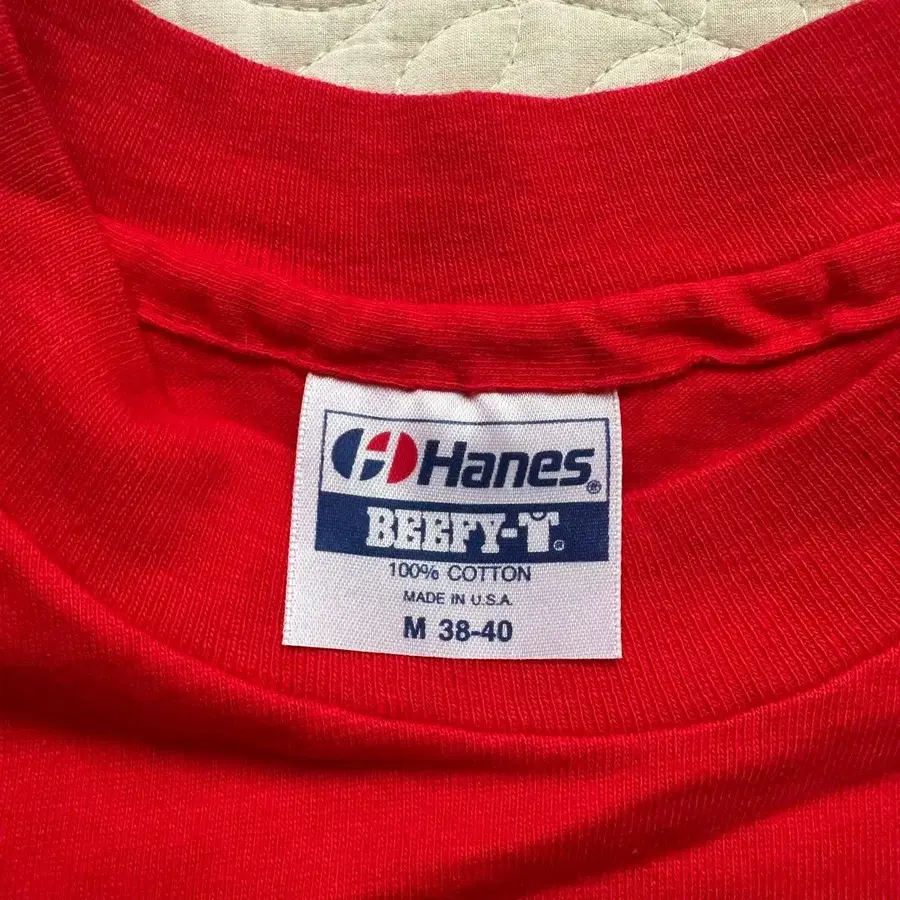 Hanes®
BEEFY-T®
100% COTTON
MADE IN U.S.A.
M 38-40